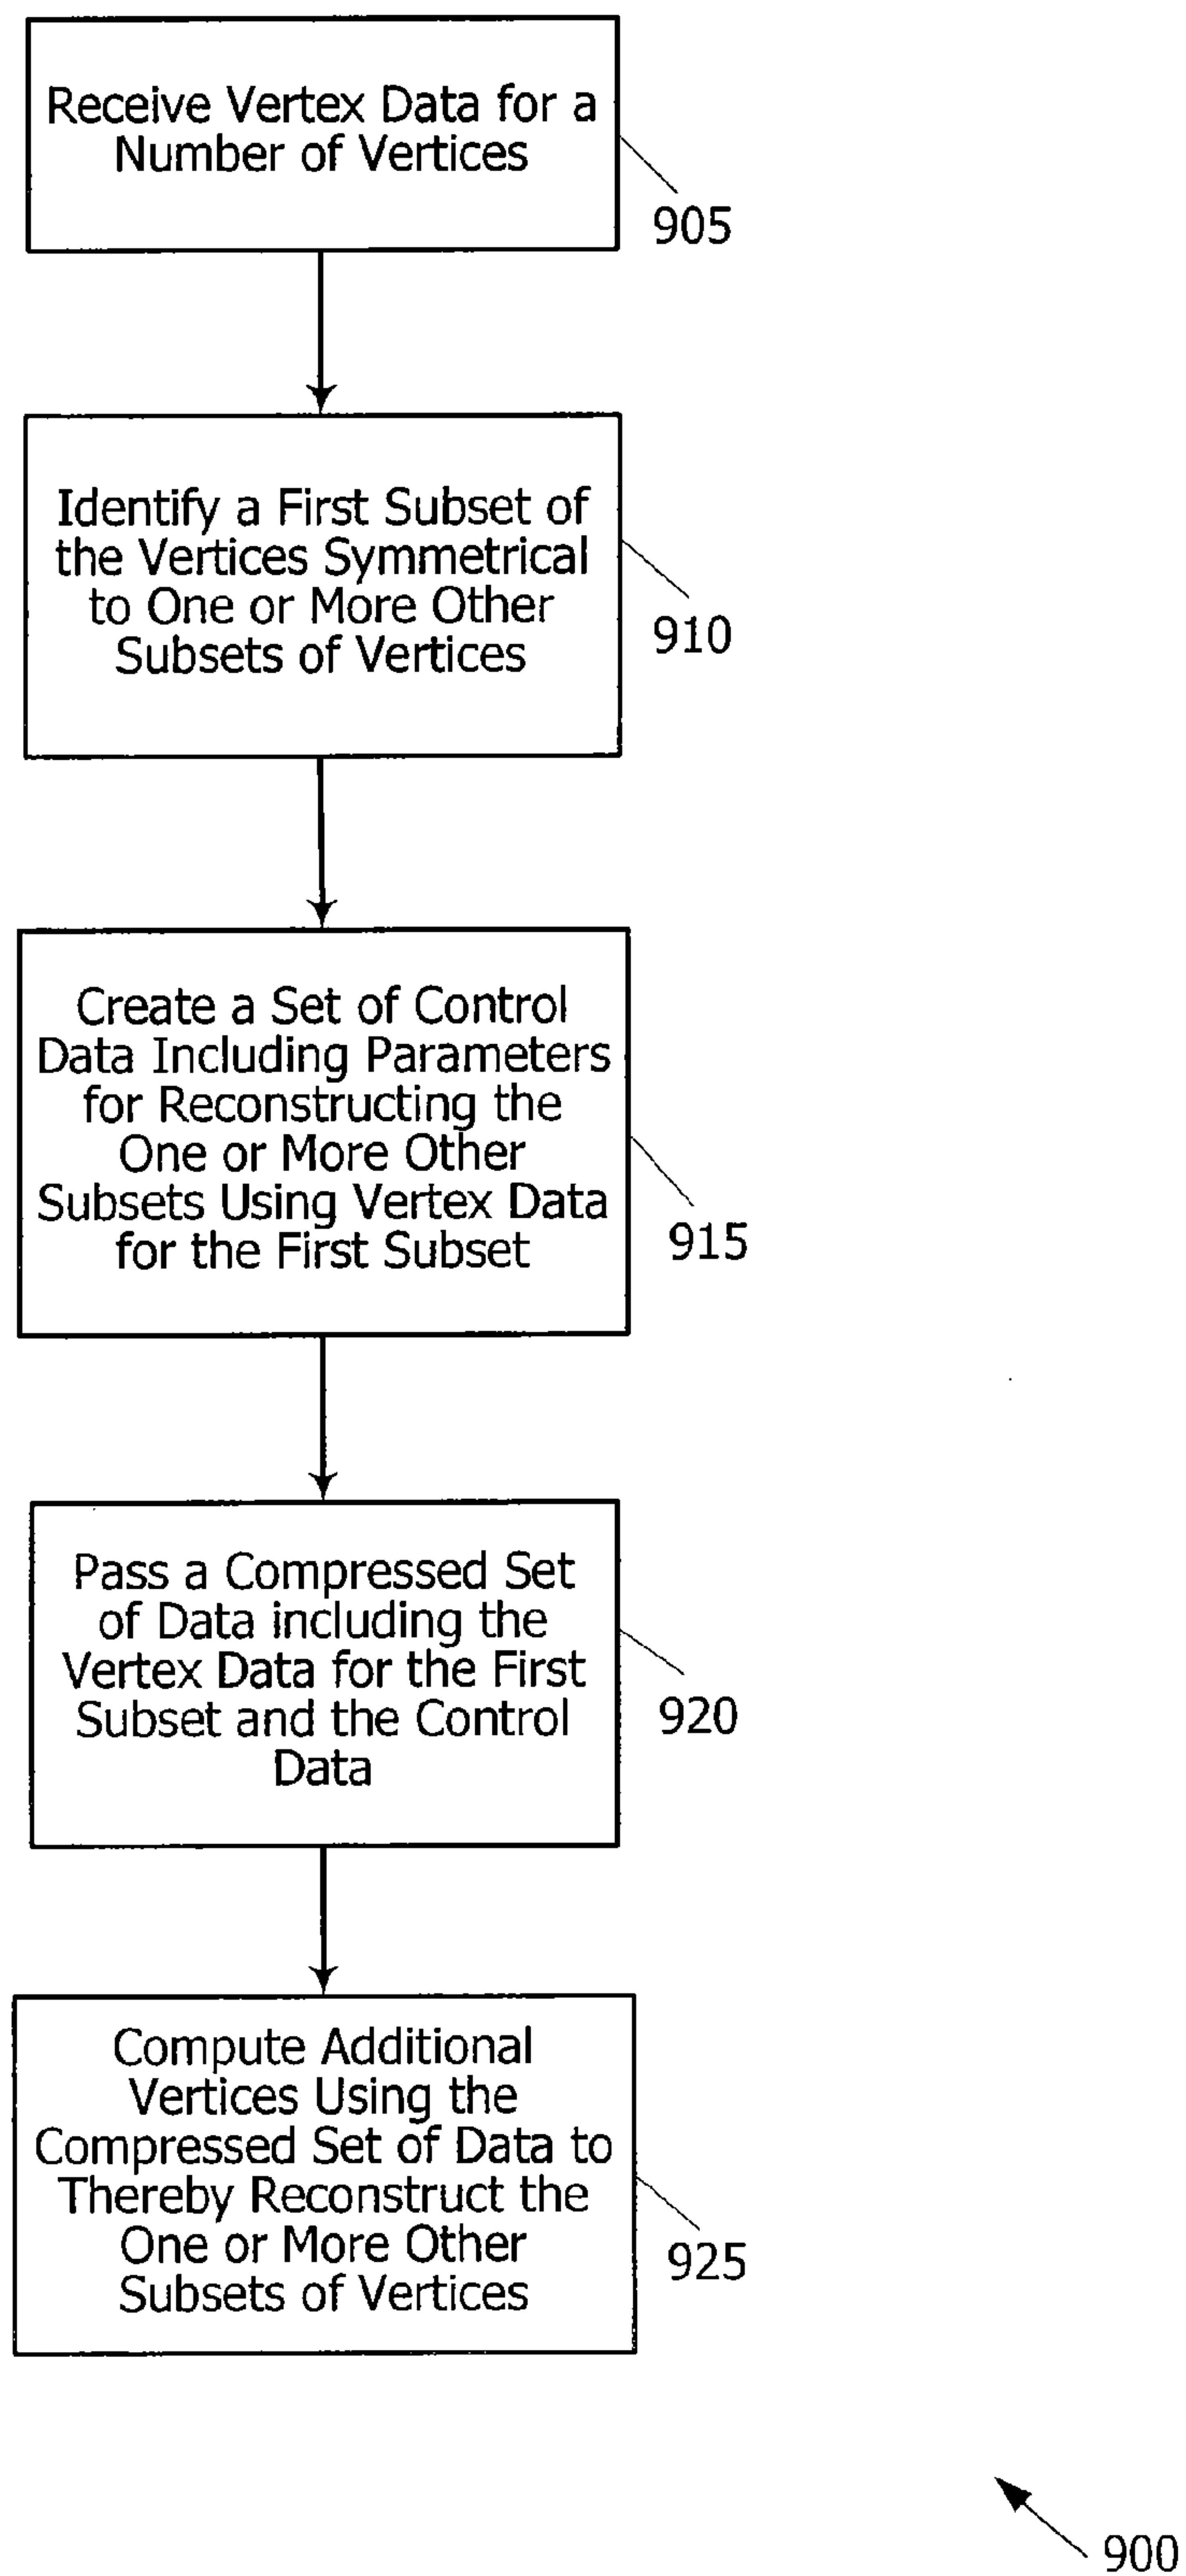 Receive Vertex Data for a
Number of Vertices
905
Identify a First Subset of
the Vertices Symmetrical
to One or More Other
Subsets of Vertices
910
Create a Set of Control
Data Including Parameters
for Reconstructing the
One or More Other
Subsets Using Vertex Data
for the First Subset
915
Pass a Compressed Set
of Data including the
Vertex Data for the First
Subset and the Control
Data
920
Compute Additional
Vertices Using the
Compressed Set of Data to
Thereby Reconstruct the
One or More Other
Subsets of Vertices
925
900